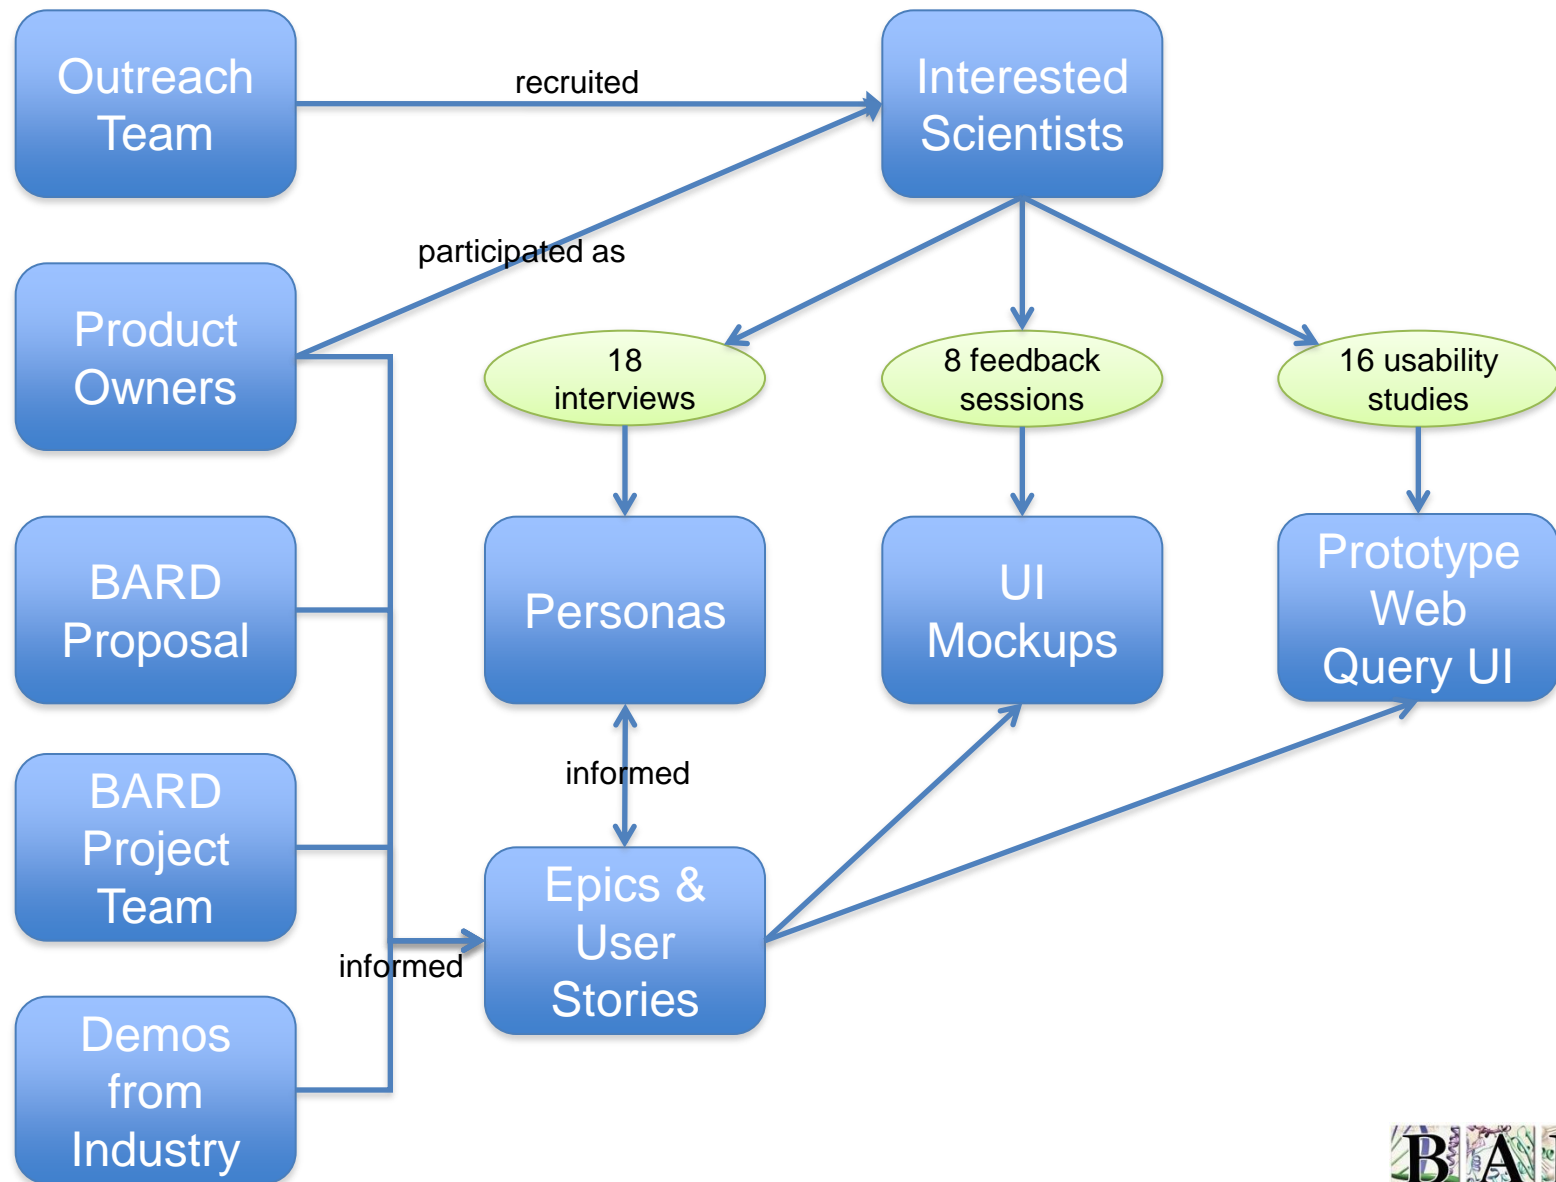 Outreach
Team
recruited
Interested
Scientists
participated as
Product
Owners
18
interviews
8 feedback
sessions
16 usability
studies
BARD
Proposal
Personas
UI
Mockups
Prototype
Web
Query UI
BARD
Project
Team
informed
Epics &
User
Stories
informed
Demos
from
Industry
BA